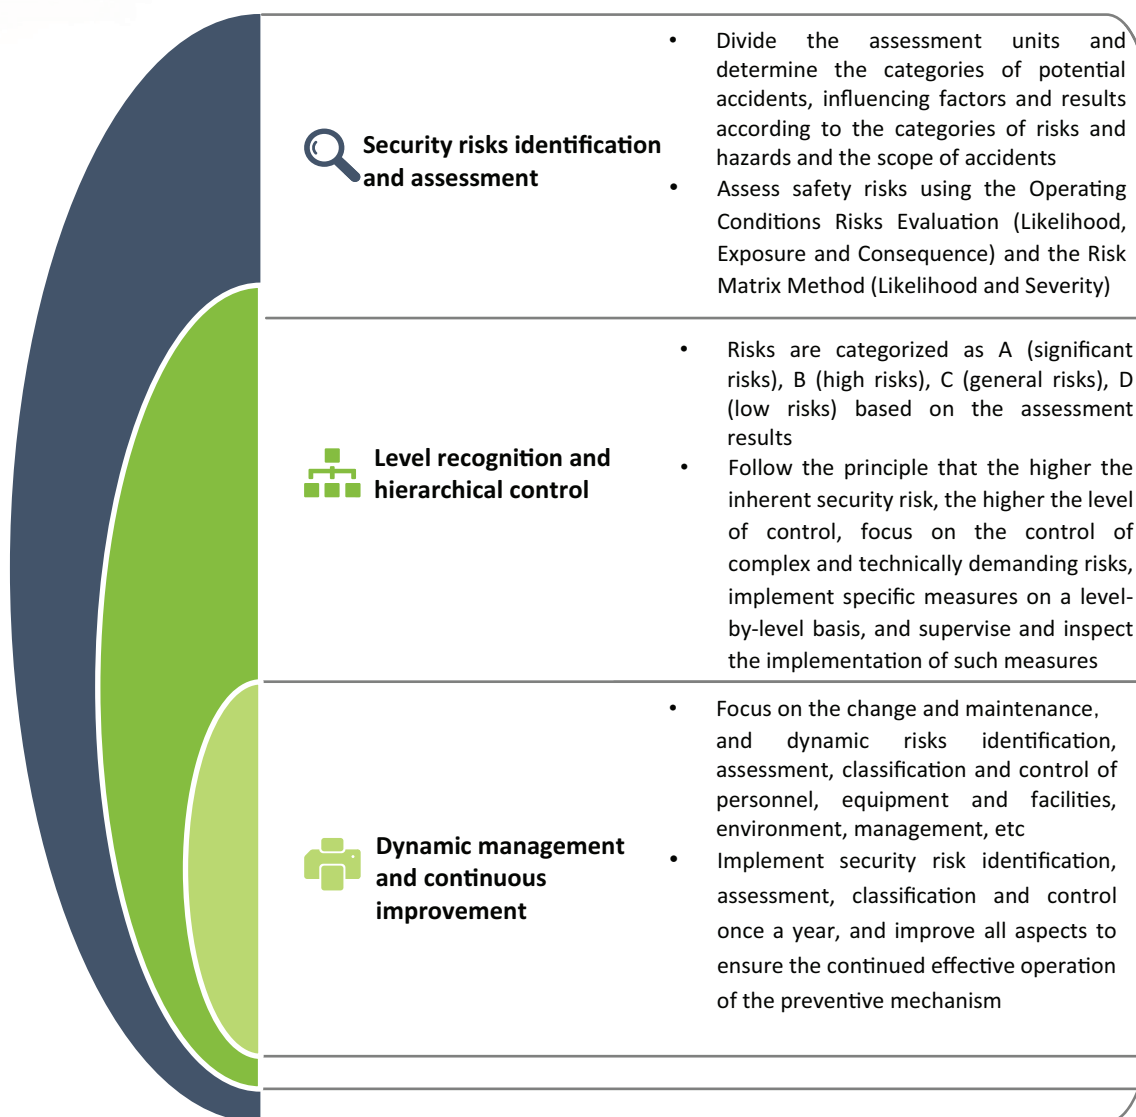 Security risks identification
and assessment
• Divide the assessment units and
determine the categories of potential
accidents, influencing factors and results
according to the categories of risks and
hazards and the scope of accidents
• Assess safety risks using the Operating
Conditions Risks Evaluation (Likelihood,
Exposure and Consequence) and the Risk
Matrix Method (Likelihood and Severity)
Level recognition and
hierarchical control
• Risks are categorized as A (significant
risks), B (high risks), C (general risks), D
(low risks) based on the assessment
results
• Follow the principle that the higher the
inherent security risk, the higher the level
of control, focus on the control of
complex and technically demanding risks,
implement specific measures on a level-
by-level basis, and supervise and inspect
the implementation of such measures
Dynamic management
and continuous
improvement
• Focus on the change and maintenance,
and dynamic risks identification,
assessment, classification and control of
personnel, equipment and facilities,
environment, management, etc
• Implement security risk identification,
assessment, classification and control
once a year, and improve all aspects to
ensure the continued effective operation
of the preventive mechanism